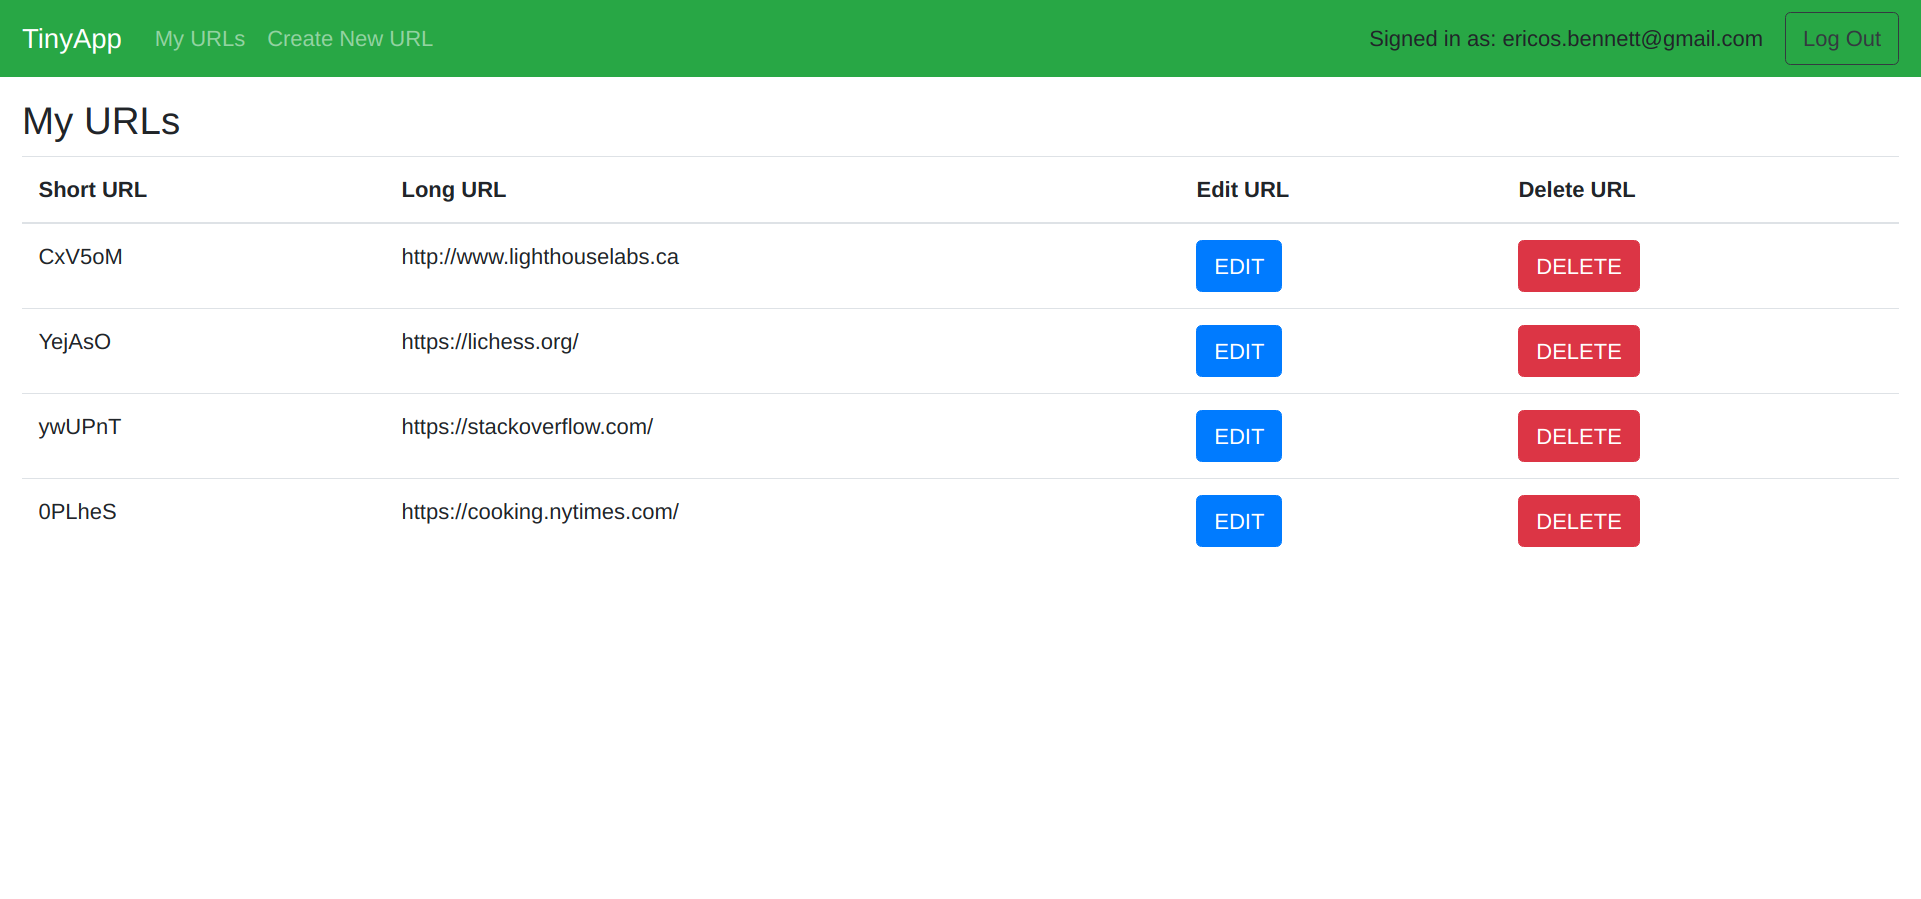 TinyApp My URLs Create New URL Signed in as: ericos.bennett@gmail.com Log Out
My URLs
Short URL Long URL Edit URL Delete URL
CxV5oM http://www.lighthouselabs.ca EDIT DELETE
YejAsO https://lichess.org/ EDIT DELETE
ywUPnT https://stackoverflow.com/ EDIT DELETE
0PLheS https://cooking.nytimes.com/ EDIT DELETE